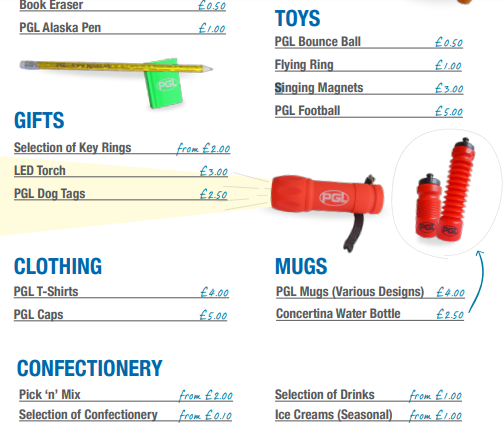 Book Eraser £0.50
PGL Alaska Pen £1.00
PGL
GIFTS
Selection of Key Rings from £2.00
LED Torch £3.00
PGL Dog Tags £2.50
TOYS
PGL Bounce Ball £0.50
Flying Ring £1.00
Singing Magnets £3.00
PGL Football £5.00
PGL
PGL
PGL
CLOTHING
PGL T-Shirts £4.00
PGL Caps £5.00
MUGS
PGL Mugs (Various Designs) £4.00
Concertina Water Bottle £2.50
CONFECTIONERY
Pick ‘n’ Mix from £2.00
Selection of Confectionery from £0.10
Selection of Drinks from £1.00
Ice Creams (Seasonal) from £1.00